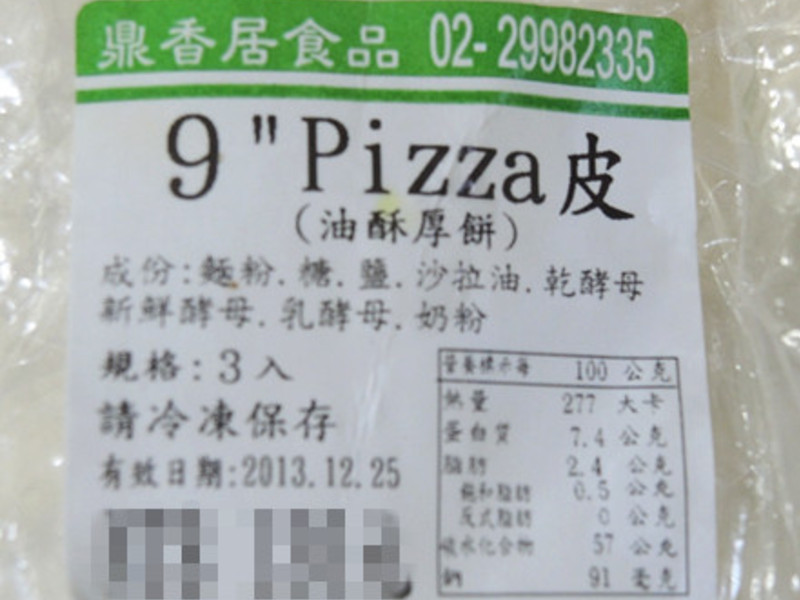 鼎香居食品 02-29982335
9"Pizza皮
(油酥厚餅)
成份:麵粉.糖.鹽.沙拉油.乾酵母
新鮮酵母.乳酵母.奶粉
規格:3入
請冷凍保存
有效日期:2013.12.25
營養標示每 100 公克
熱量 277 大卡
蛋白質 7.4 公克
脂肪 2.4 公克
飽和脂肪 0.5 公克
反式脂肪 0 公克
碳水化合物 57 公克
鈉 91 毫克